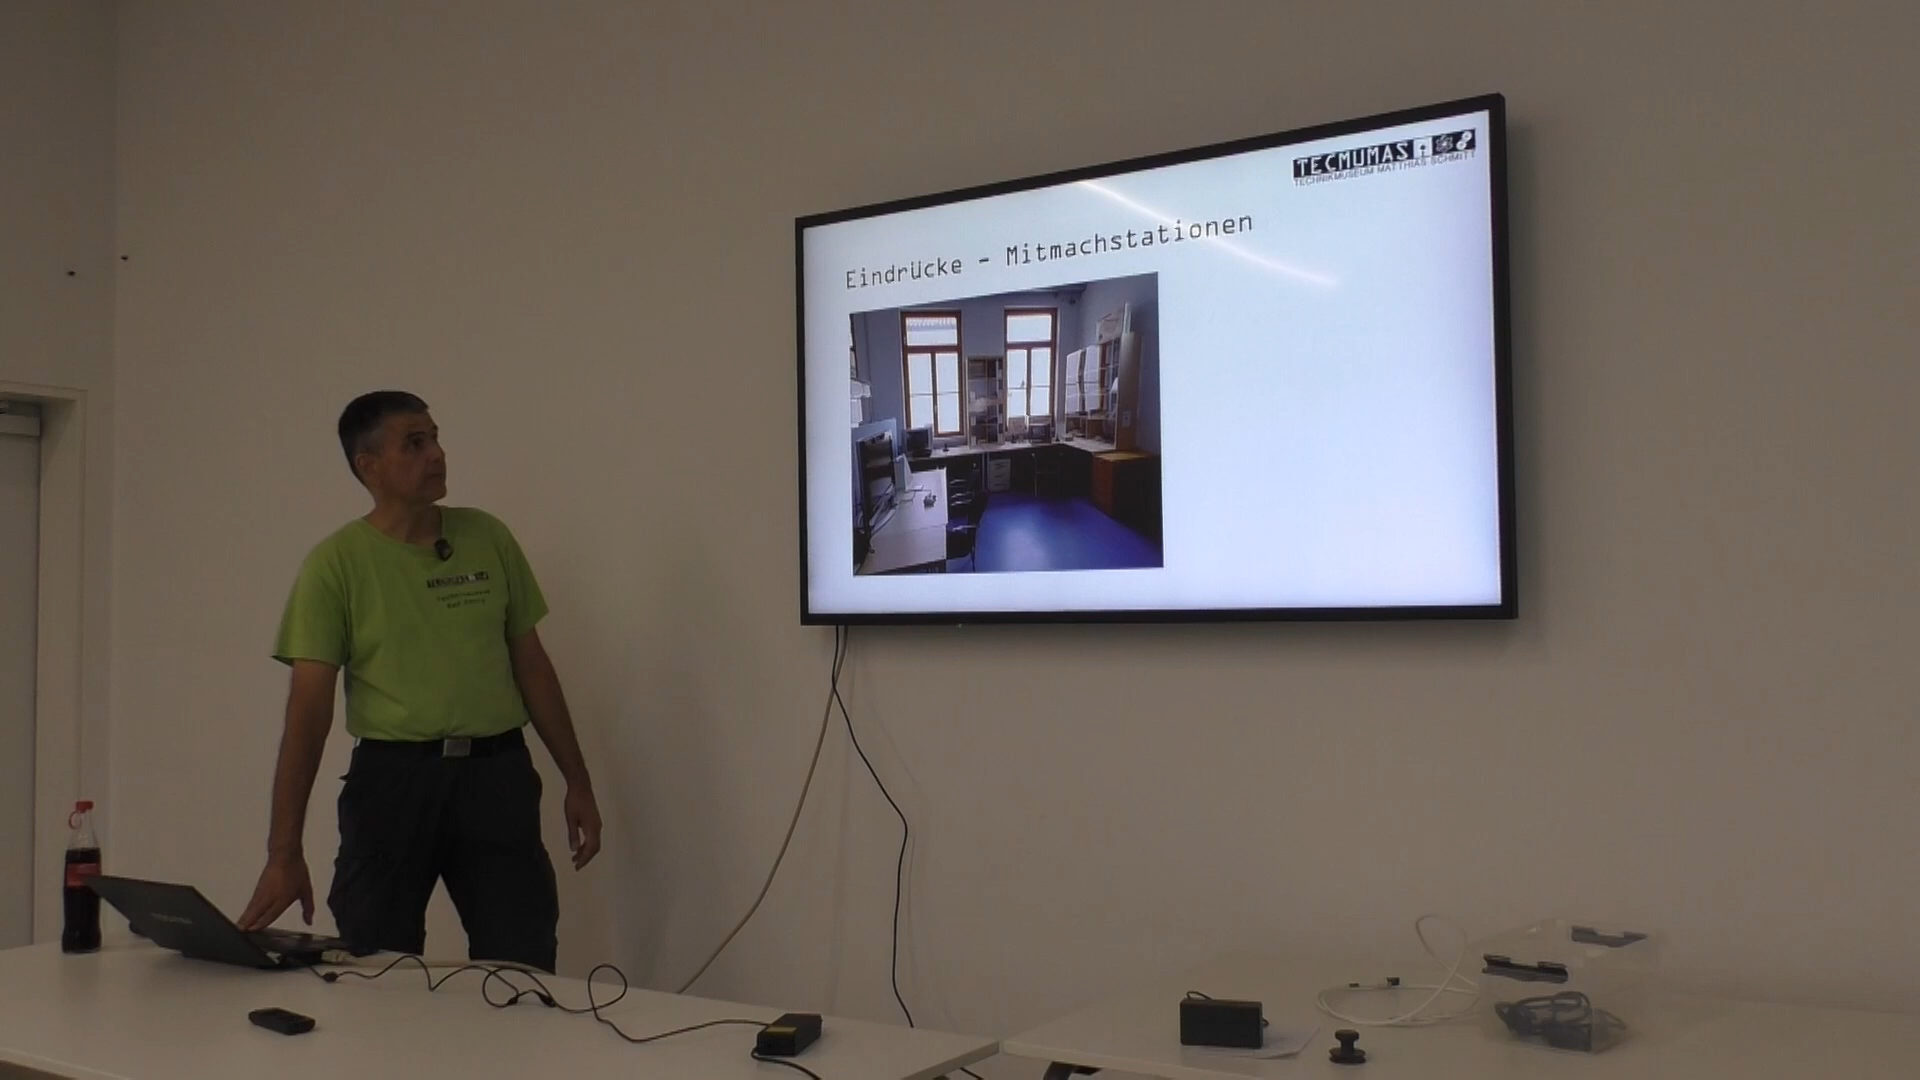 TECMUMAS
TECHNIKMUSEUM MATTHIAS SCHMITT
Eindrücke - Mitmachstationen